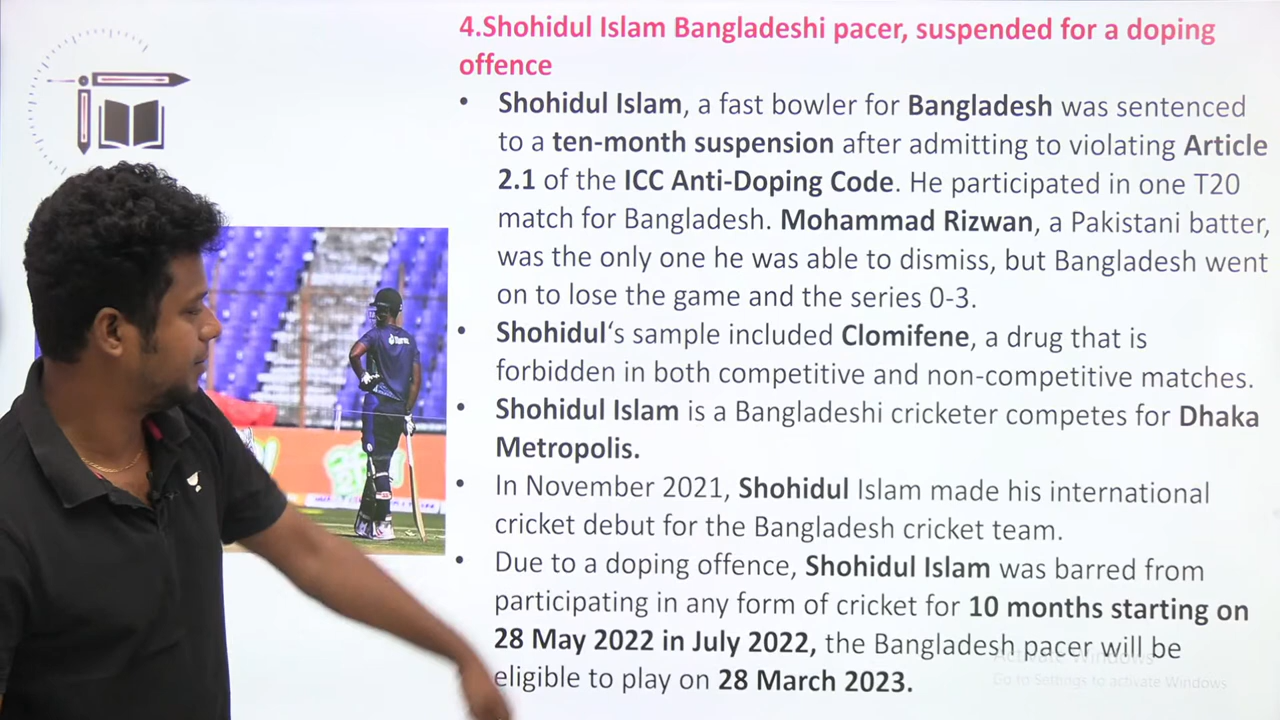 4.Shohidul Islam Bangladeshi pacer, suspended for a doping
offence
• Shohidul Islam, a fast bowler for Bangladesh was sentenced
to a ten-month suspension after admitting to violating Article
2.1 of the ICC Anti-Doping Code. He participated in one T20
match for Bangladesh. Mohammad Rizwan, a Pakistani batter,
was the only one he was able to dismiss, but Bangladesh went
on to lose the game and the series 0-3.
• Shohidul‘s sample included Clomifene, a drug that is
forbidden in both competitive and non-competitive matches.
• Shohidul Islam is a Bangladeshi cricketer competes for Dhaka
Metropolis.
• In November 2021, Shohidul Islam made his international
cricket debut for the Bangladesh cricket team.
• Due to a doping offence, Shohidul Islam was barred from
participating in any form of cricket for 10 months starting on
28 May 2022 in July 2022, the Bangladesh pacer will be
eligible to play on 28 March 2023.
Activate Windows
Go to Settings to activate Windows.